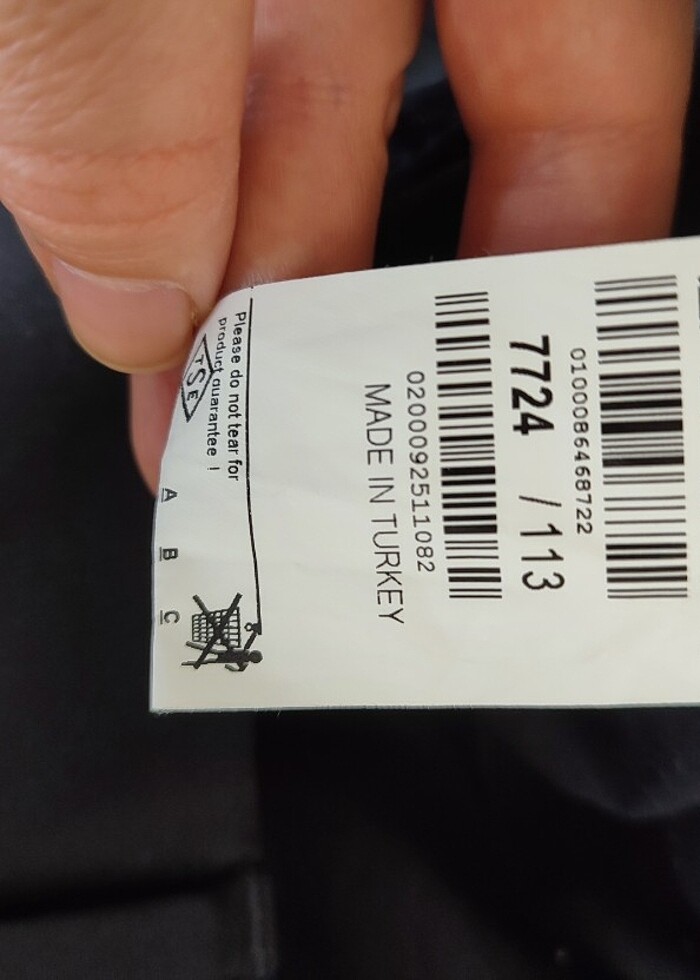 0100086468722
7724 /113
0200092511082
MADE IN TURKEY
Please do not tear for
product guarantee !
TSE
A B C